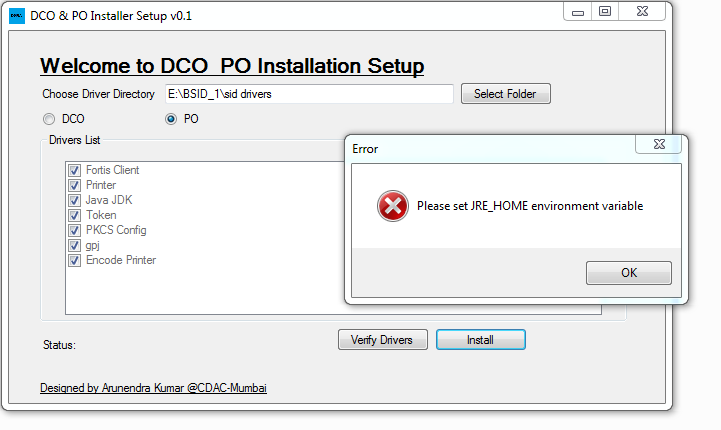 DCO & PO Installer Setup v0.1
Welcome to DCO PO Installation Setup
Choose Driver Directory E:\BSID_1\sid drivers Select Folder
DCO PO
Drivers List
Fortis Client
Printer
Java JDK
Token
PKCS Config
gpj
Encode Printer
Error
Please set JRE_HOME environment variable
OK
Status: Verify Drivers Install
Designed by Arunendra Kumar @CDAC-Mumbai